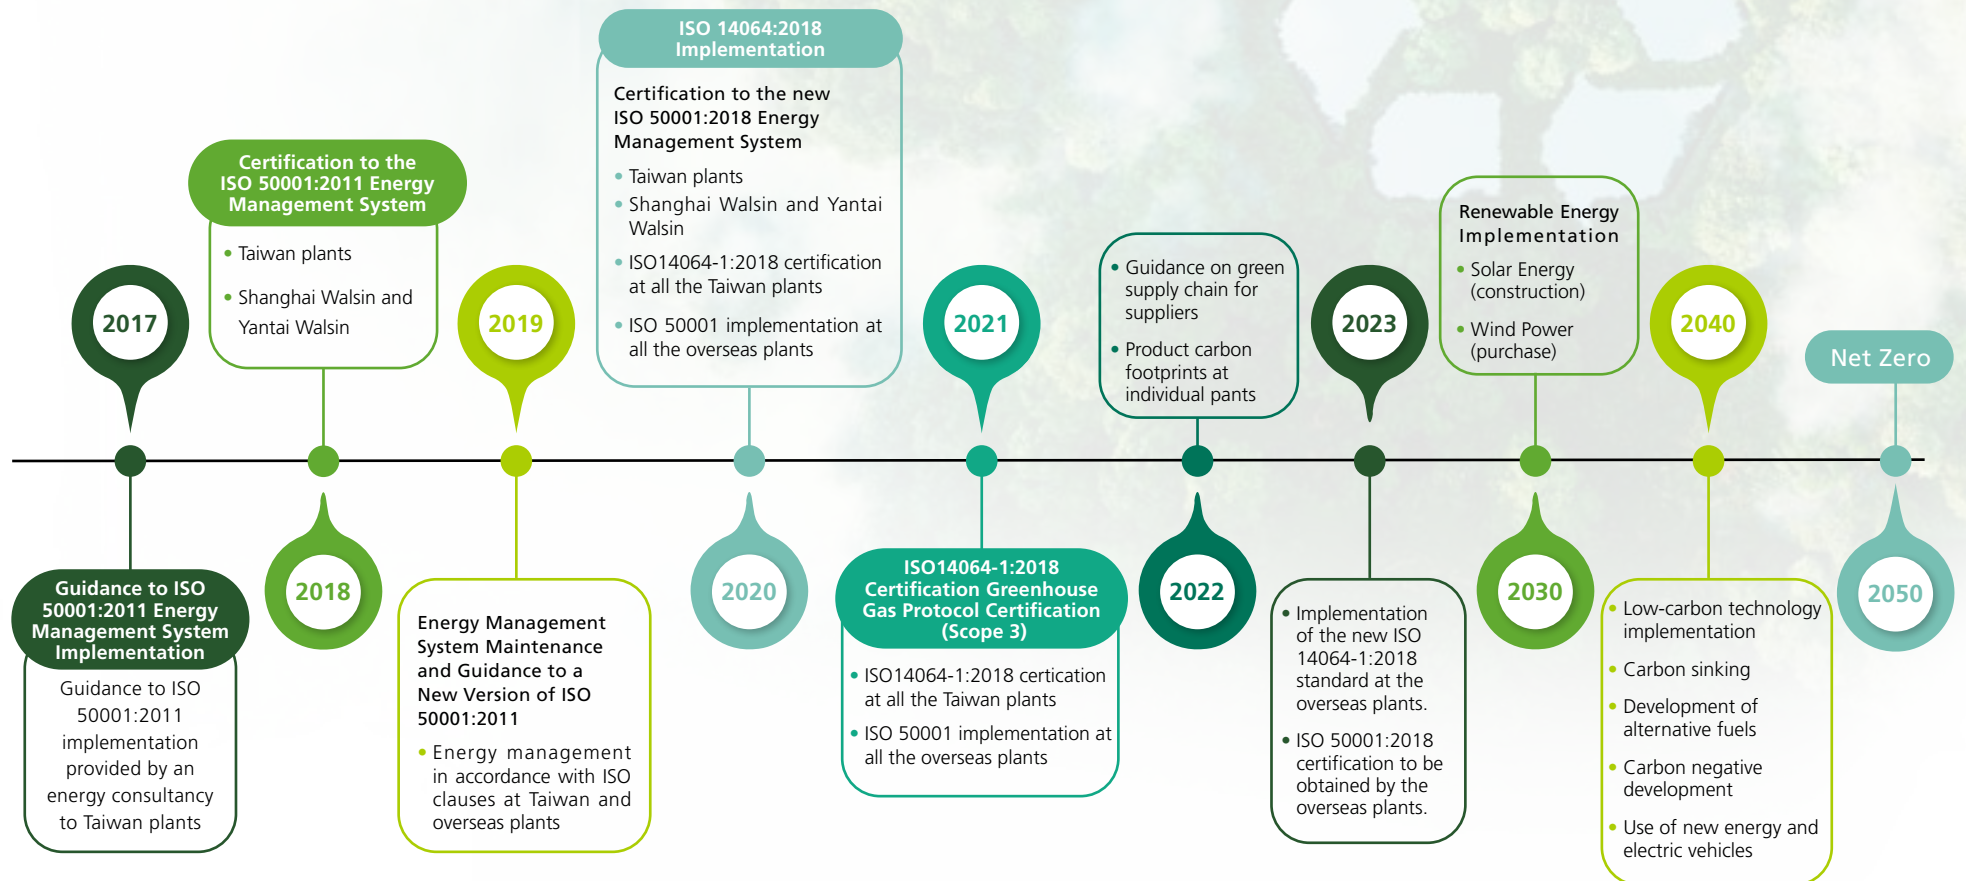 2017
Guidance to ISO
50001:2011 Energy
Management System
Implementation
Guidance to ISO
50001:2011
implementation
provided by an
energy consultancy
to Taiwan plants
Certification to the
ISO 50001:2011 Energy
Management System
• Taiwan plants
• Shanghai Walsin and
Yantai Walsin
2018
2019
Energy Management
System Maintenance
and Guidance to a
New Version of ISO
50001:2011
• Energy management
in accordance with ISO
clauses at Taiwan and
overseas plants
ISO 14064:2018
Implementation
Certification to the new
ISO 50001:2018 Energy
Management System
• Taiwan plants
• Shanghai Walsin and Yantai
Walsin
• ISO14064-1:2018 certification
at all the Taiwan plants
• ISO 50001 implementation at
all the overseas plants
2020
2021
ISO14064-1:2018
Certification Greenhouse
Gas Protocol Certification
(Scope 3)
• ISO14064-1:2018 certication
at all the Taiwan plants
• ISO 50001 implementation at
all the overseas plants
• Guidance on green
supply chain for
suppliers
• Product carbon
footprints at
individual pants
2022
2023
• Implementation
of the new ISO
14064-1:2018
standard at the
overseas plants.
• ISO 50001:2018
certification to be
obtained by the
overseas plants.
Renewable Energy
Implementation
• Solar Energy
(construction)
• Wind Power
(purchase)
2030
2040
• Low-carbon technology
implementation
• Carbon sinking
• Development of
alternative fuels
• Carbon negative
development
• Use of new energy and
electric vehicles
Net Zero
2050